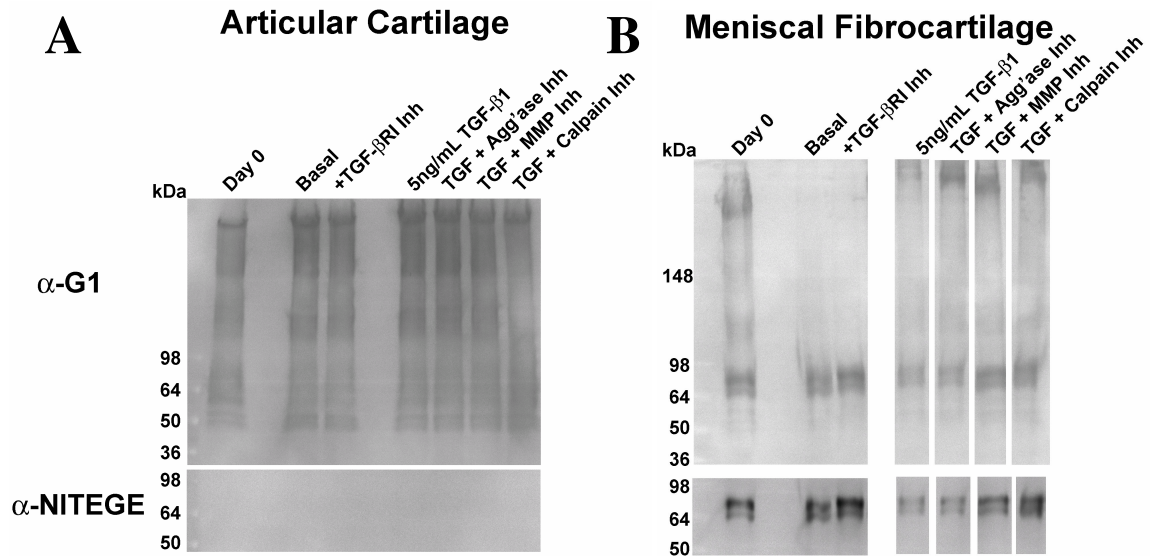 A
Articular Cartilage
kDa
Day 0
Basal
+TGF-βRI Inh
5ng/mL TGF-β1
TGF + Agg'ase Inh
TGF + MMP Inh
TGF + Calpain Inh
α-G1
98
64
50
36
α-NITEGE
98
64
50
B
Meniscal Fibrocartilage
kDa
Day 0
Basal
+TGF-βRI Inh
5ng/mL TGF-β1
TGF + Agg'ase Inh
TGF + MMP Inh
TGF + Calpain Inh
148
98
64
50
36
98
64
50